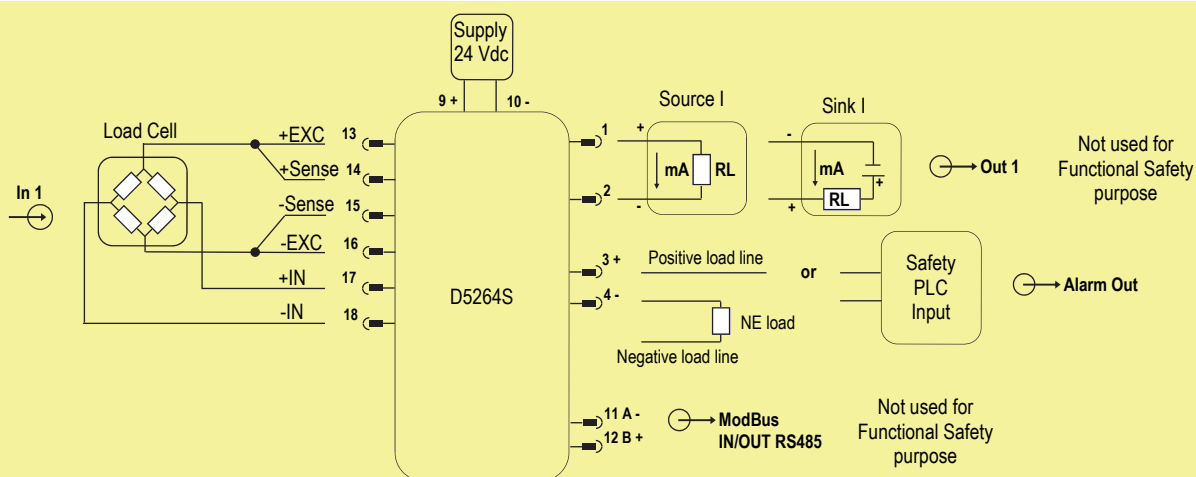 Supply
24 Vdc
9 +
10 -
Load Cell
In 1
+EXC 13
+Sense 14
-Sense 15
-EXC 16
+IN 17
-IN 18
D5264S
1
2
Source I
+
mA RL
-
Sink I
-
mA
+
RL
+
Out 1
Not used for
Functional Safety
purpose
3 +
Positive load line
or
4 -
NE load
Negative load line
Safety
PLC
Input
Alarm Out
11 A -
12 B +
ModBus
IN/OUT RS485
Not used for
Functional Safety
purpose